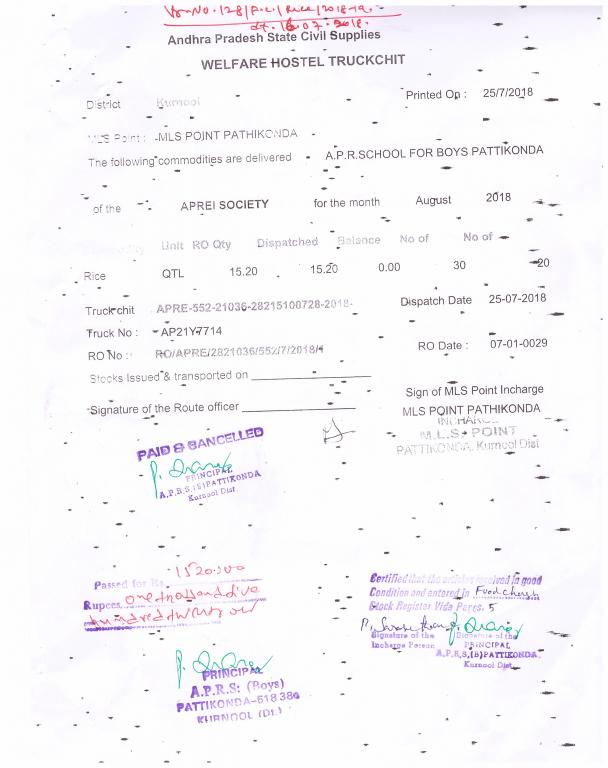 Vr-No. 128/F.C/Rice/2018-19.
dt. 16.07.2018.
Andhra Pradesh State Civil Supplies
WELFARE HOSTEL TRUCKCHIT
Printed On : 25/7/2018
District Kurnool
MLS Point : MLS POINT PATHIKONDA
The following commodities are delivered A.P.R.SCHOOL FOR BOYS PATTIKONDA
of the APREI SOCIETY for the month August 2018
Unit RO Qty Dispatched Balance No of No of
Rice QTL 15.20 15.20 0.00 30 20
Truckchit APRE-552-21036-28215100728-2018- Dispatch Date 25-07-2018
Truck No : AP21Y7714
RO No : RO/APRE/2821036/552/7/2018/4 RO Date : 07-01-0029
Stocks Issued & transported on
Sign of MLS Point Incharge
Signature of the Route officer MLS POINT PATHIKONDA
INCHARGE
M.L.S. POINT
PATTIKONDA, Kurnool Dist
PAID & CANCELLED
PRINCIPAL
A.P.R.S.(B)PATTIKONDA
Kurnool Dist.
Passed for Rs. 1520.00
Rupees one thousand five
hundred twenty only
Certified that the articles received in good
Condition and entered in Food
Stock Register Vide Pares. 5
Signature of the Incharge Person
Signature of the PRINCIPAL
A.P.R.S.(B)PATTIKONDA.
Kurnool Dist.
PRINCIPAL
A.P.R.S: (Boys)
PATTIKONDA-518380
KURNOOL (Dt.)